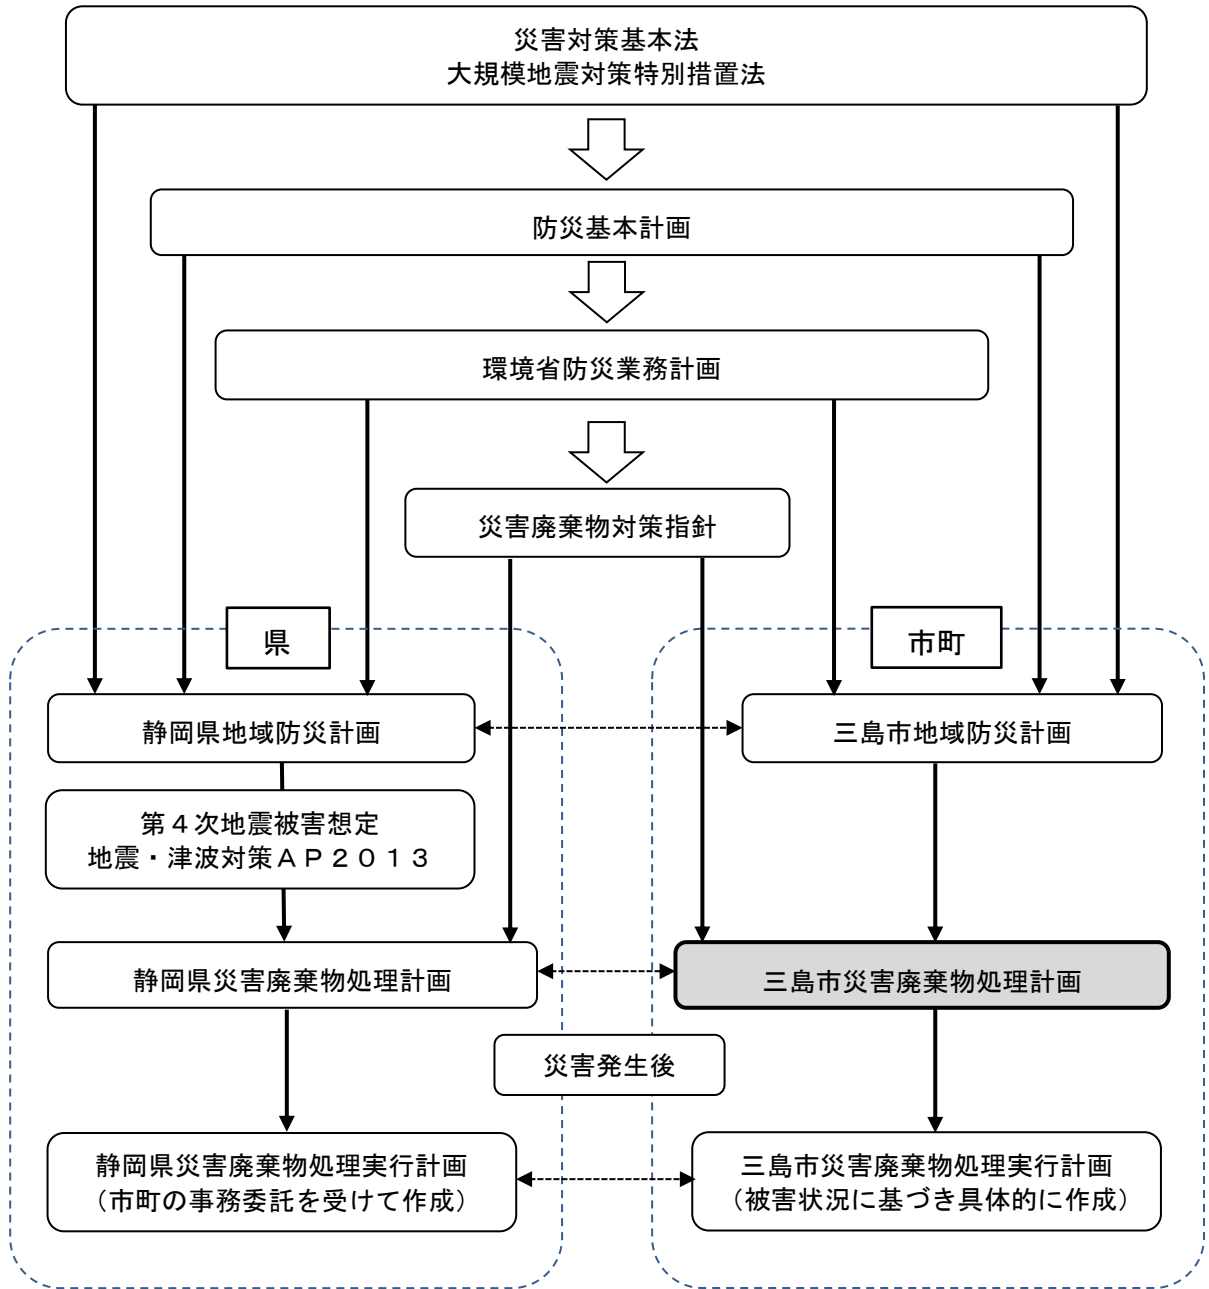 災害対策基本法
大規模地震対策特別措置法
防災基本計画
環境省防災業務計画
災害廃棄物対策指針
県
市町
静岡県地域防災計画
三島市地域防災計画
第４次地震被害想定
地震・津波対策ＡＰ２０１３
静岡県災害廃棄物処理計画
三島市災害廃棄物処理計画
災害発生後
静岡県災害廃棄物処理実行計画
（市町の事務委託を受けて作成）
三島市災害廃棄物処理実行計画
（被害状況に基づき具体的に作成）